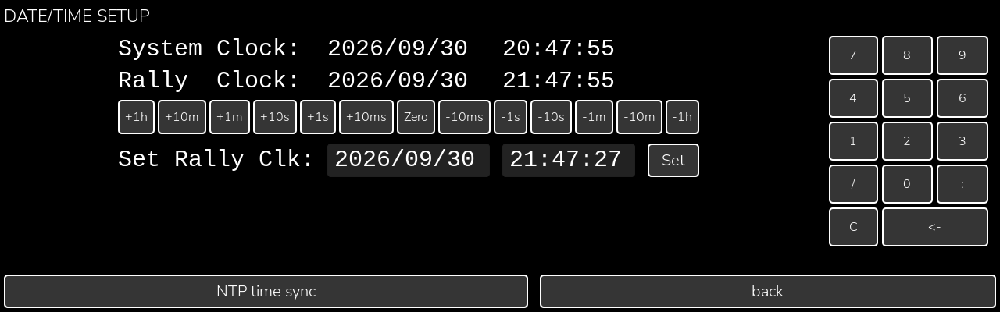 DATE/TIME SETUP
System Clock: 2026/09/30 20:47:55
Rally Clock: 2026/09/30 21:47:55
+1h +10m +1m +10s +1s +10ms Zero -10ms -1s -10s -1m -10m -1h
Set Rally Clk: 2026/09/30 21:47:27 Set
7 8 9
4 5 6
1 2 3
/ 0 :
C <-
NTP time sync back